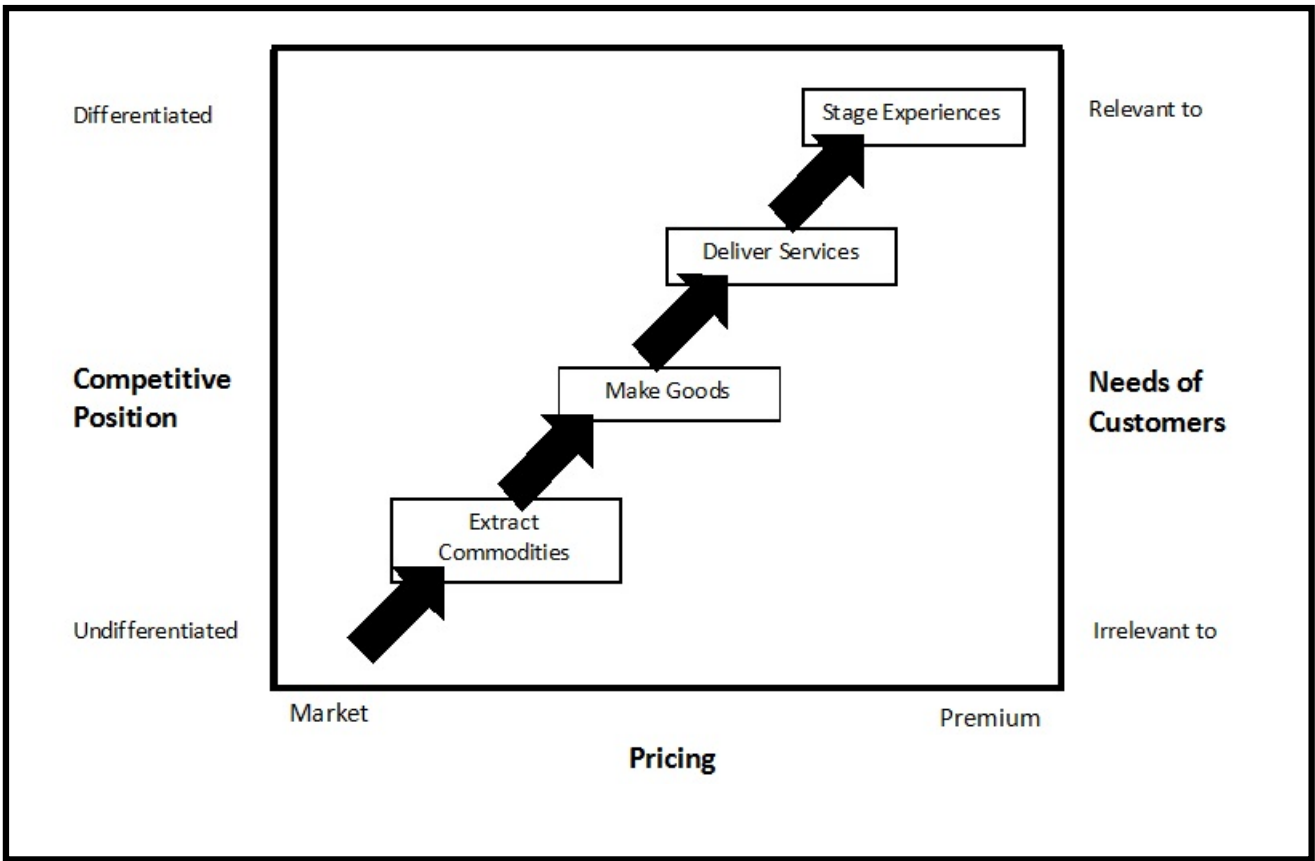 Differentiated
Stage Experiences
Relevant to
Deliver Services
Competitive
Position
Make Goods
Needs of
Customers
Extract
Commodities
Undifferentiated
Irrelevant to
Market
Premium
Pricing